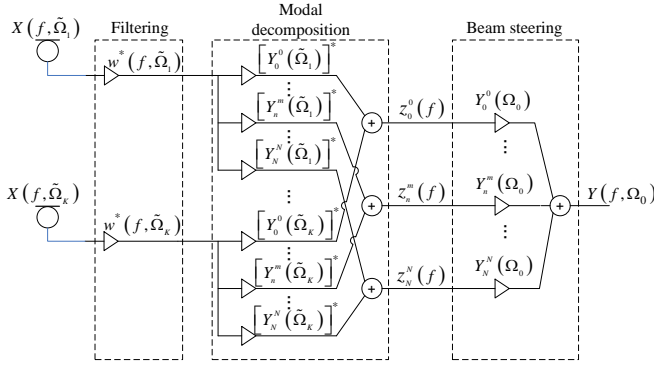 Filtering
Modal
decomposition
Beam steering
X(f, Ω̃₁)
w*(f, Ω̃₁)
[Y₀⁰(Ω̃₁)]*
⋮
[Yₙᵐ(Ω̃₁)]*
⋮
[Y_N^N(Ω̃₁)]*
⋮
X(f, Ω̃_K)
w*(f, Ω̃_K)
[Y₀⁰(Ω̃_K)]*
⋮
[Yₙᵐ(Ω̃_K)]*
⋮
[Y_N^N(Ω̃_K)]*
+
+
+
z₀⁰(f)
zₙᵐ(f)
z_N^N(f)
Y₀⁰(Ω₀)
⋮
Yₙᵐ(Ω₀)
⋮
Y_N^N(Ω₀)
+
Y(f, Ω₀)